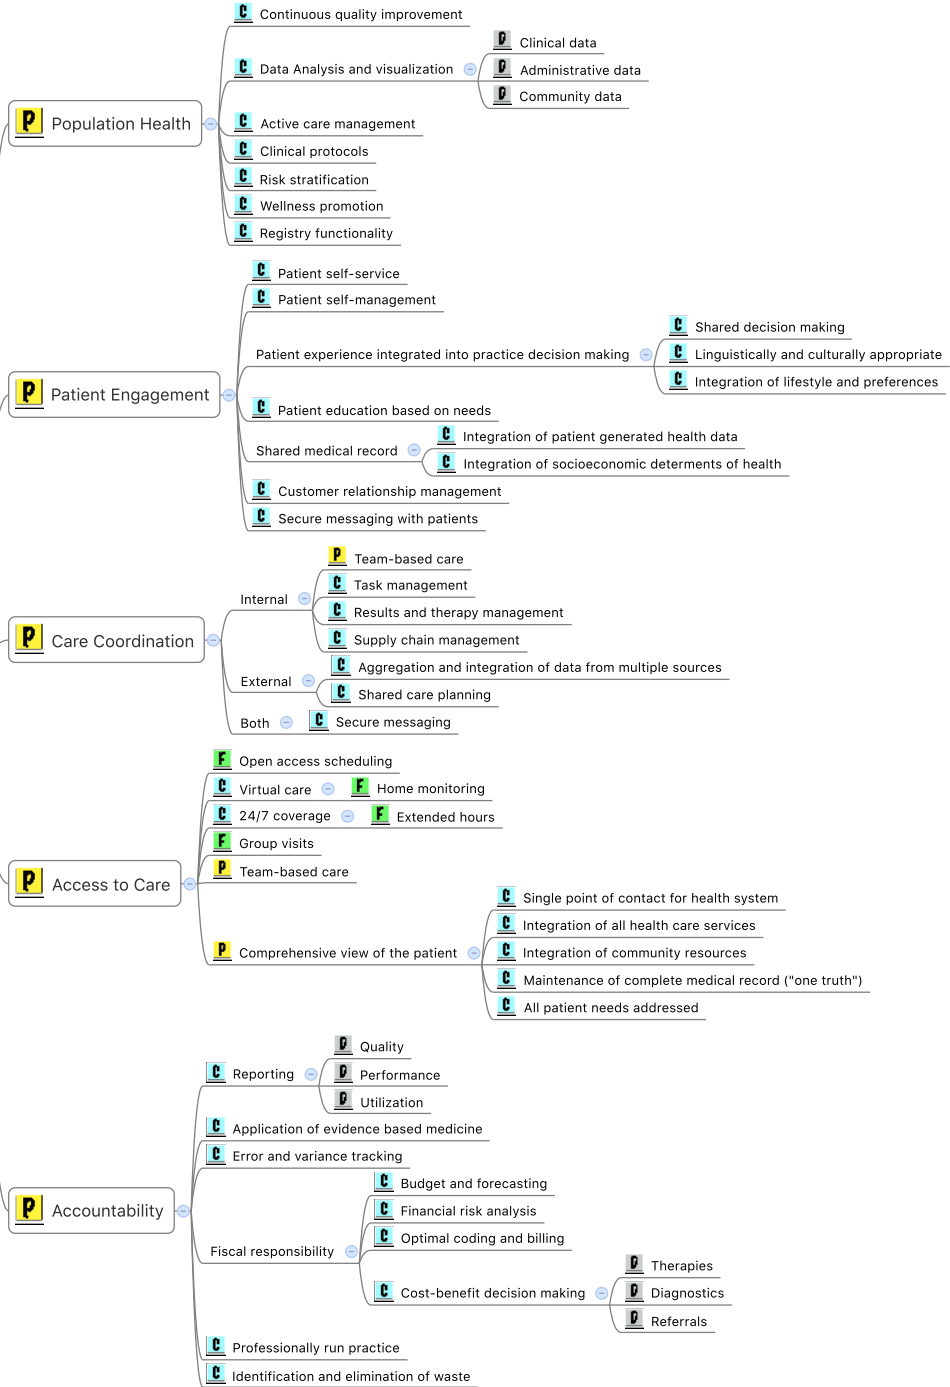 P Population Health
C Continuous quality improvement
C Data Analysis and visualization
D Clinical data
D Administrative data
D Community data
C Active care management
C Clinical protocols
C Risk stratification
C Wellness promotion
C Registry functionality
P Patient Engagement
C Patient self-service
C Patient self-management
Patient experience integrated into practice decision making
C Shared decision making
C Linguistically and culturally appropriate
C Integration of lifestyle and preferences
C Patient education based on needs
Shared medical record
C Integration of patient generated health data
C Integration of socioeconomic determents of health
C Customer relationship management
C Secure messaging with patients
P Care Coordination
Internal
P Team-based care
C Task management
C Results and therapy management
C Supply chain management
External
C Aggregation and integration of data from multiple sources
C Shared care planning
Both
C Secure messaging
P Access to Care
F Open access scheduling
C Virtual care
F Home monitoring
C 24/7 coverage
F Extended hours
F Group visits
P Team-based care
P Comprehensive view of the patient
C Single point of contact for health system
C Integration of all health care services
C Integration of community resources
C Maintenance of complete medical record ("one truth")
C All patient needs addressed
P Accountability
C Reporting
D Quality
D Performance
D Utilization
C Application of evidence based medicine
C Error and variance tracking
Fiscal responsibility
C Budget and forecasting
C Financial risk analysis
C Optimal coding and billing
C Cost-benefit decision making
D Therapies
D Diagnostics
D Referrals
C Professionally run practice
C Identification and elimination of waste